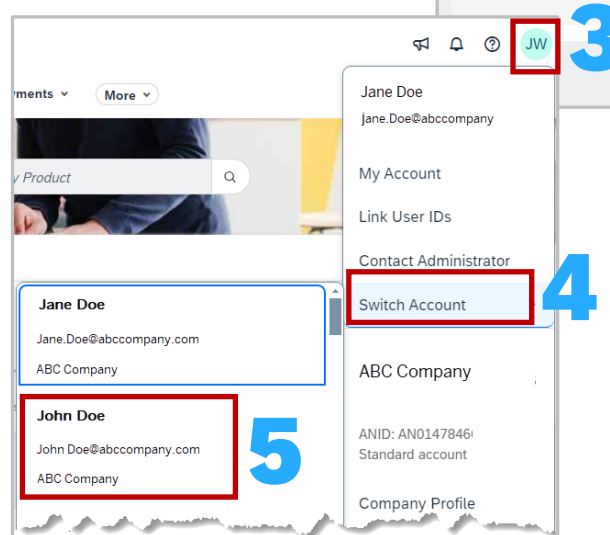 3
JW
ments
More
Jane Doe
jane.Doe@abccompany
Product
My Account
Link User IDs
Contact Administrator
Switch Account
4
Jane Doe
Jane.Doe@abccompany.com
ABC Company
ABC Company
John Doe
John Doe@abccompany.com
ABC Company
5
ANID: AN0147846
Standard account
Company Profile